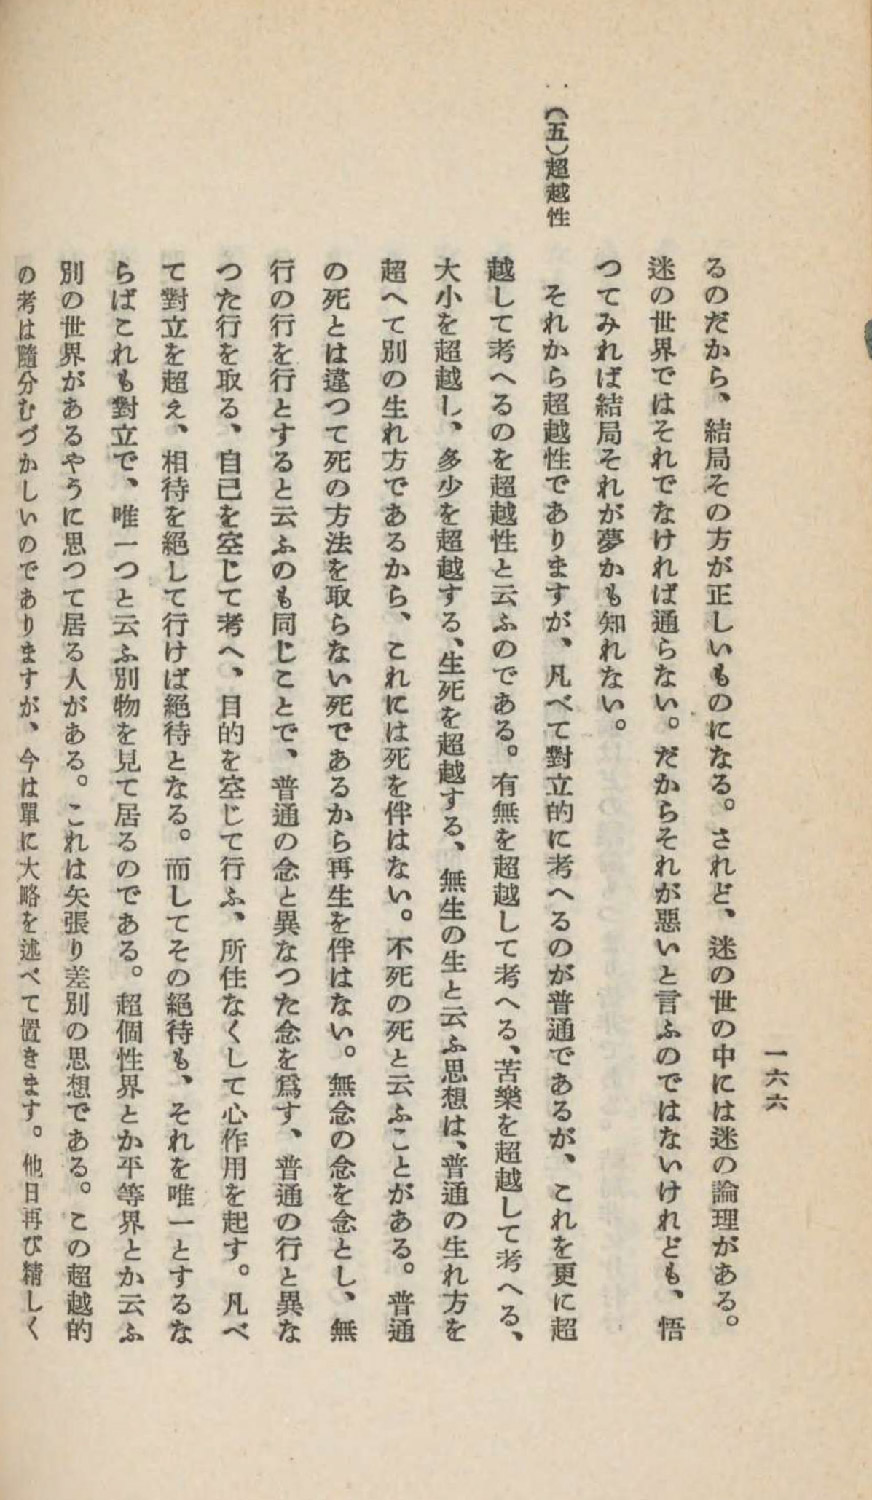 一六六
るのだから、結局その方が正しいものになる。されど、迷の世の中には迷の論理がある。
迷の世界ではそれでなければ通らない。だからそれが悪いと言ふのではないけれども、悟
つてみれば結局それが夢かも知れない。
(五)超越性
それから超越性でありますが、凡べて對立的に考へるのが普通であるが、これを更に超
越して考へるのを超越性と云ふのである。有無を超越して考へる、苦樂を超越して考へる、
大小を超越し、多少を超越する、生死を超越する、無生の生と云ふ思想は、普通の生れ方を
超へて別の生れ方であるから、これには死を伴はない。不死の死と云ふことがある。普通
の死とは違つて死の方法を取らない死であるから再生を伴はない。無念の念を念とし、無
行の行を行とすると云ふのも同じことで、普通の念と異なつた念を爲す、普通の行と異な
つた行を取る、自己を空じて考へ、目的を空じて行ふ、所住なくして心作用を起す。凡べ
て對立を超え、相待を絶して行けば絶待となる。而してその絶待も、それを唯一とするな
らばこれも對立で、唯一つと云ふ別物を見て居るのである。超個性界とか平等界とか云ふ
別の世界があるやうに思つて居る人がある。これは矢張り差別の思想である。この超越的
の考は隨分むづかしいのでありますが、今は單に大略を述べて置きます。他日再び精しく